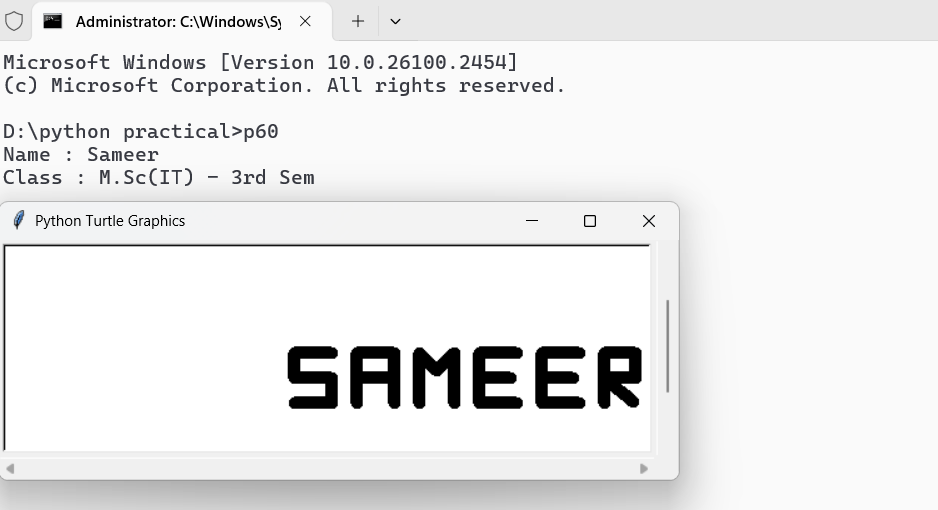 Administrator: C:\Windows\Sy
Microsoft Windows [Version 10.0.26100.2454]
(c) Microsoft Corporation. All rights reserved.
D:\python practical>p60
Name : Sameer
Class : M.Sc(IT) - 3rd Sem
Python Turtle Graphics
SAMEER